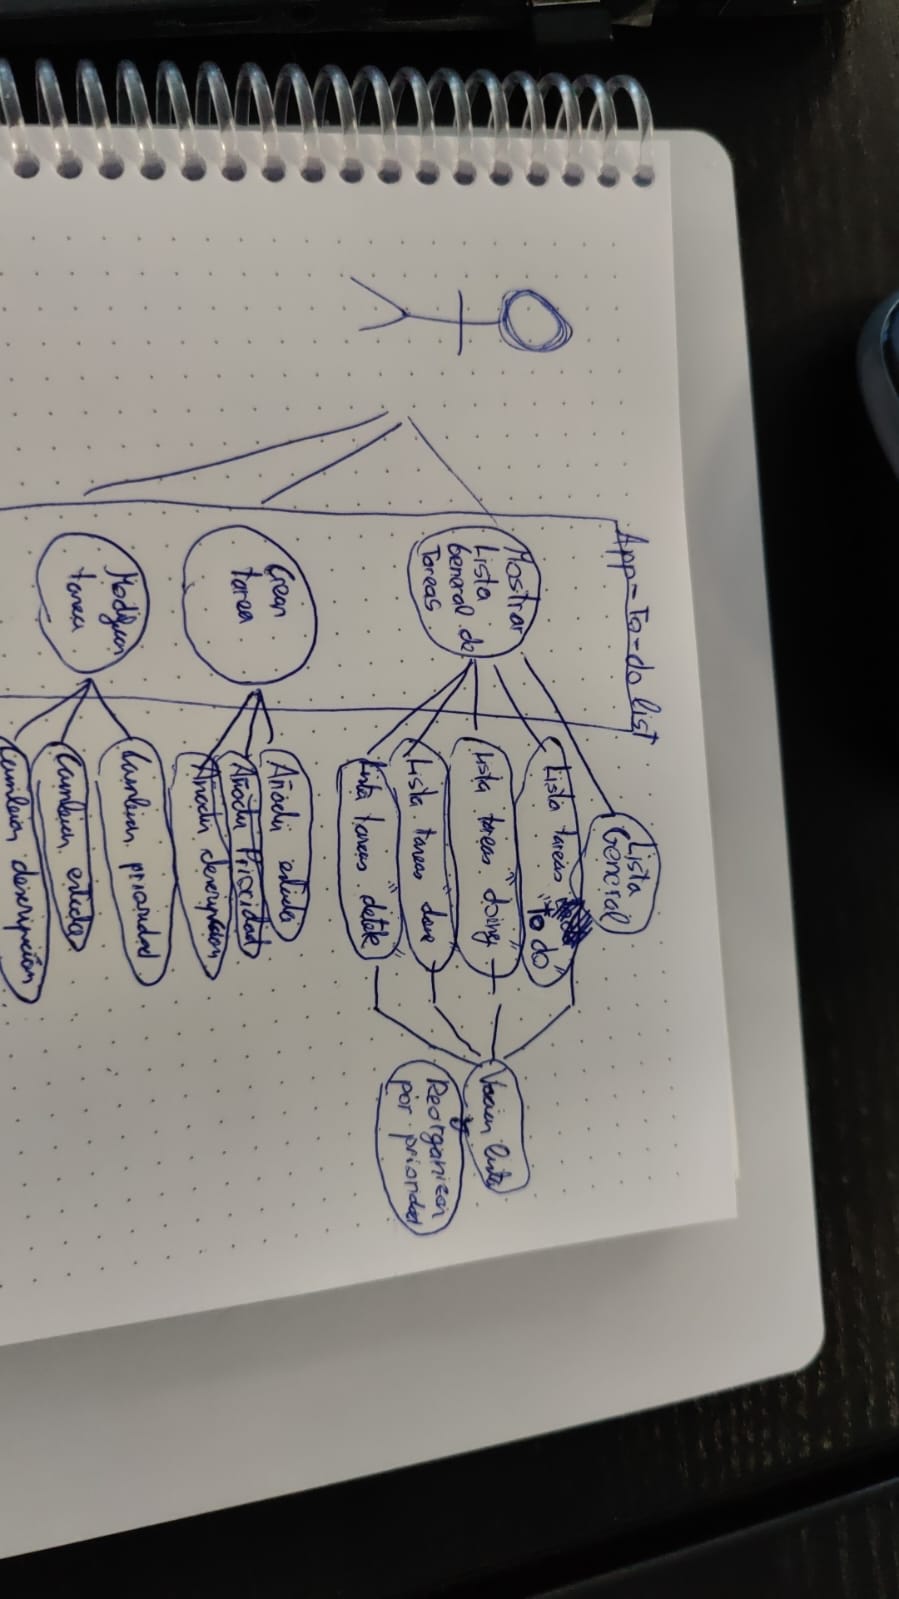 App-To-do list
Mostrar
Lista
General de
Tareas
Lista
General
Lista tareas "To do"
Lista tareas "doing"
Lista tareas "done"
Lista tareas "delete"
Vaciar lista
y
Reorganizar
por prioridad
Crear
tarea
Añadir estado
Añadir Prioridad
Añadir descripción
Modificar
tarea
Cambiar prioridad
Cambiar estado
Cambiar descripción